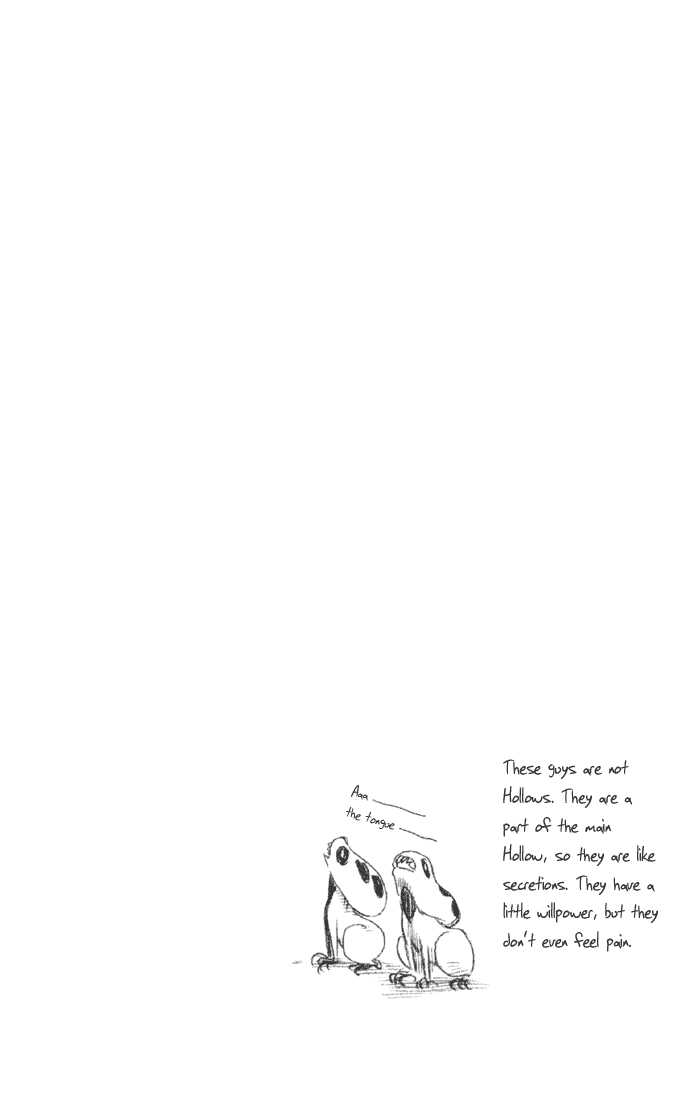 Aaa
the tongue
These guys are not
Hollows. They are a
part of the main
Hollow, so they are like
secretions. They have a
little willpower, but they
don't even feel pain.